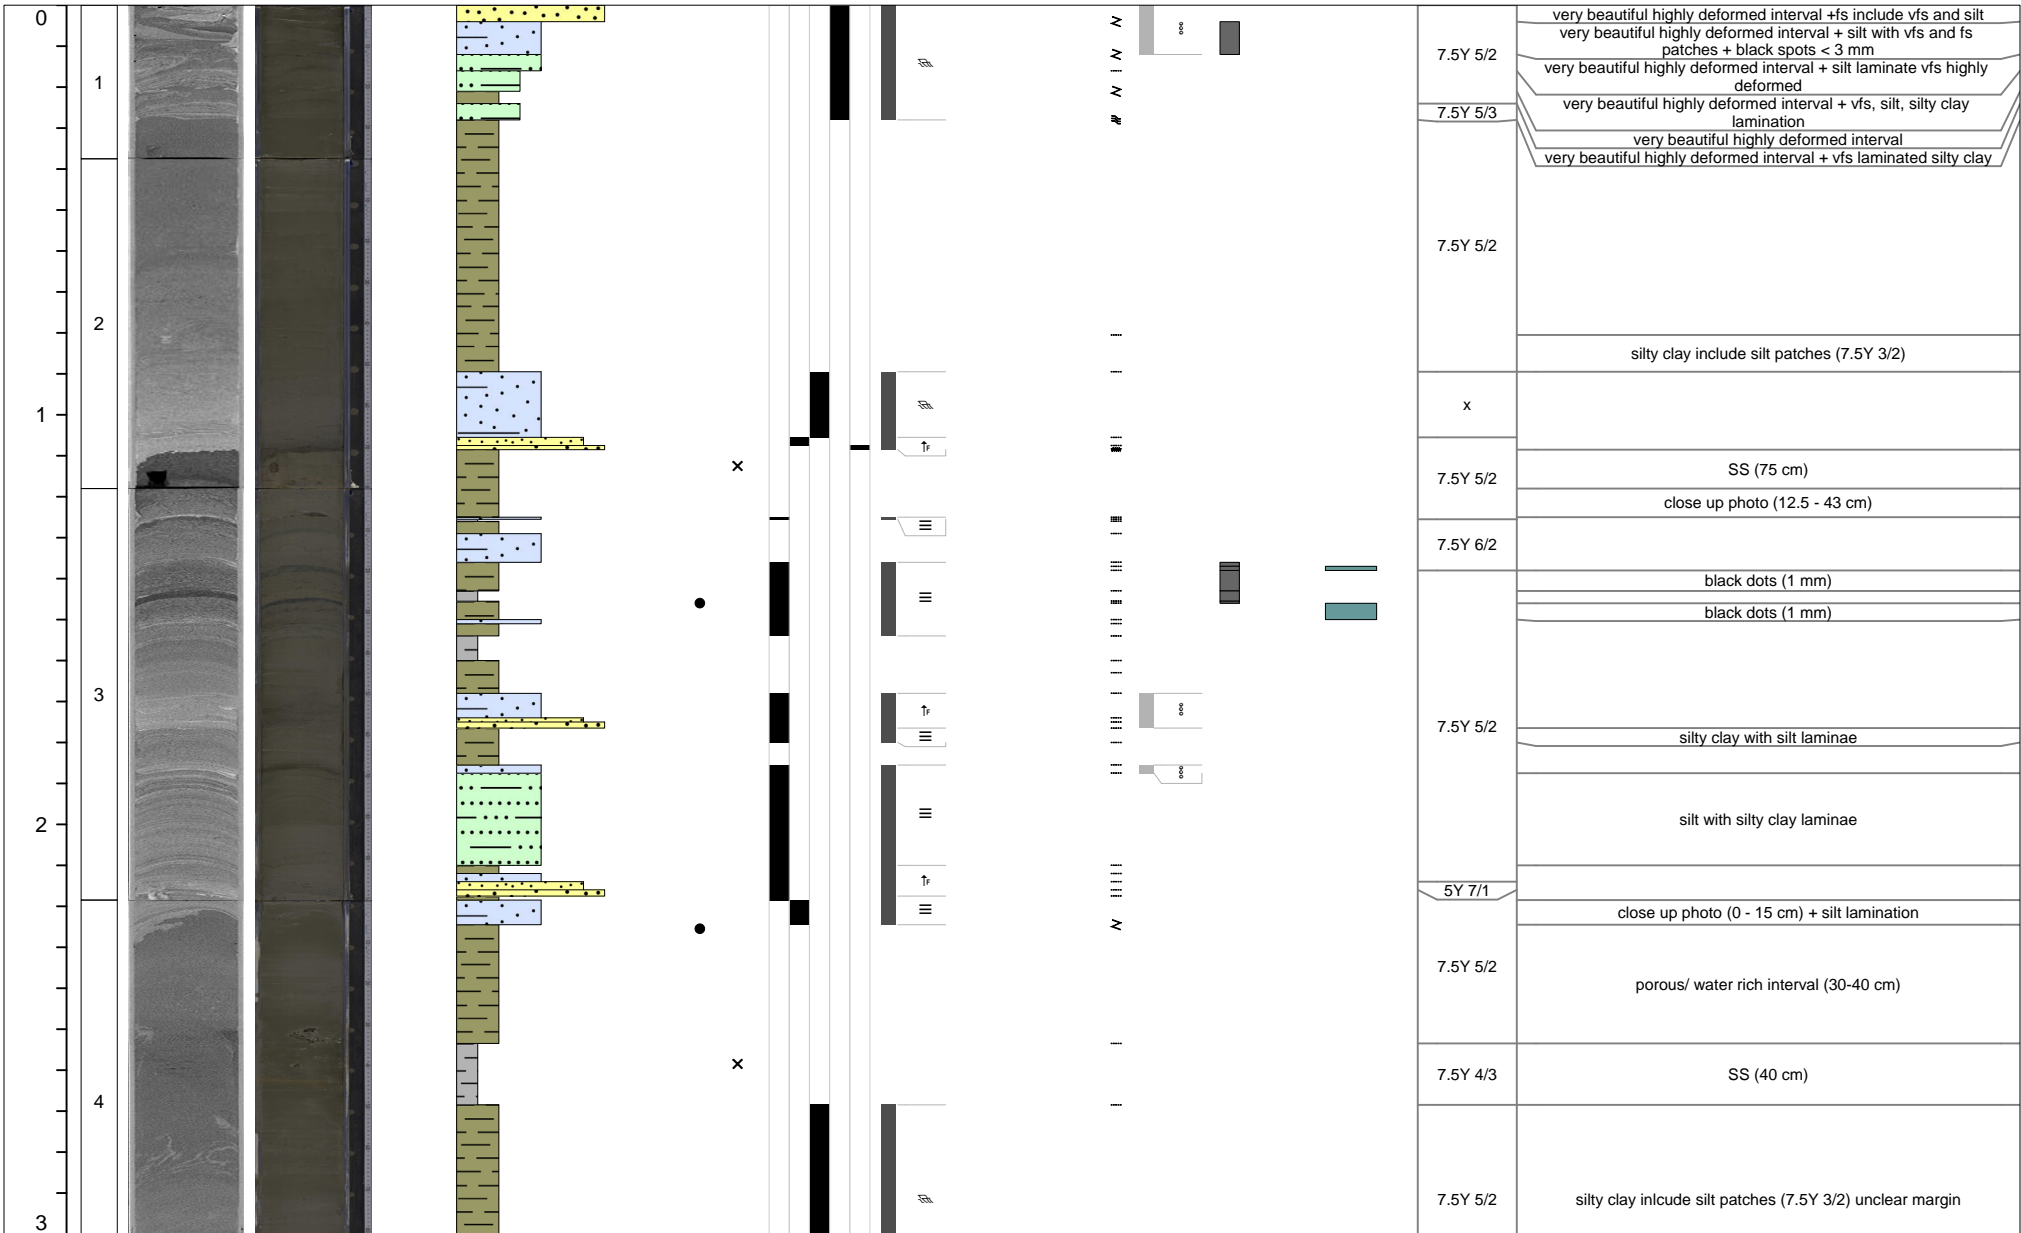 0
1
2
3
1
2
3
4
F
F
F
7.5Y 5/2
7.5Y 5/3
7.5Y 5/2
x
7.5Y 5/2
7.5Y 6/2
7.5Y 5/2
5Y 7/1
7.5Y 5/2
7.5Y 4/3
7.5Y 5/2
very beautiful highly deformed interval +fs include vfs and silt
very beautiful highly deformed interval + silt with vfs and fs
patches + black spots < 3 mm
very beautiful highly deformed interval + silt laminate vfs highly
deformed
very beautiful highly deformed interval + vfs, silt, silty clay
lamination
very beautiful highly deformed interval
very beautiful highly deformed interval + vfs laminated silty clay
silty clay include silt patches (7.5Y 3/2)
SS (75 cm)
close up photo (12.5 - 43 cm)
black dots (1 mm)
black dots (1 mm)
silty clay with silt laminae
silt with silty clay laminae
close up photo (0 - 15 cm) + silt lamination
porous/ water rich interval (30-40 cm)
SS (40 cm)
silty clay inlcude silt patches (7.5Y 3/2) unclear margin